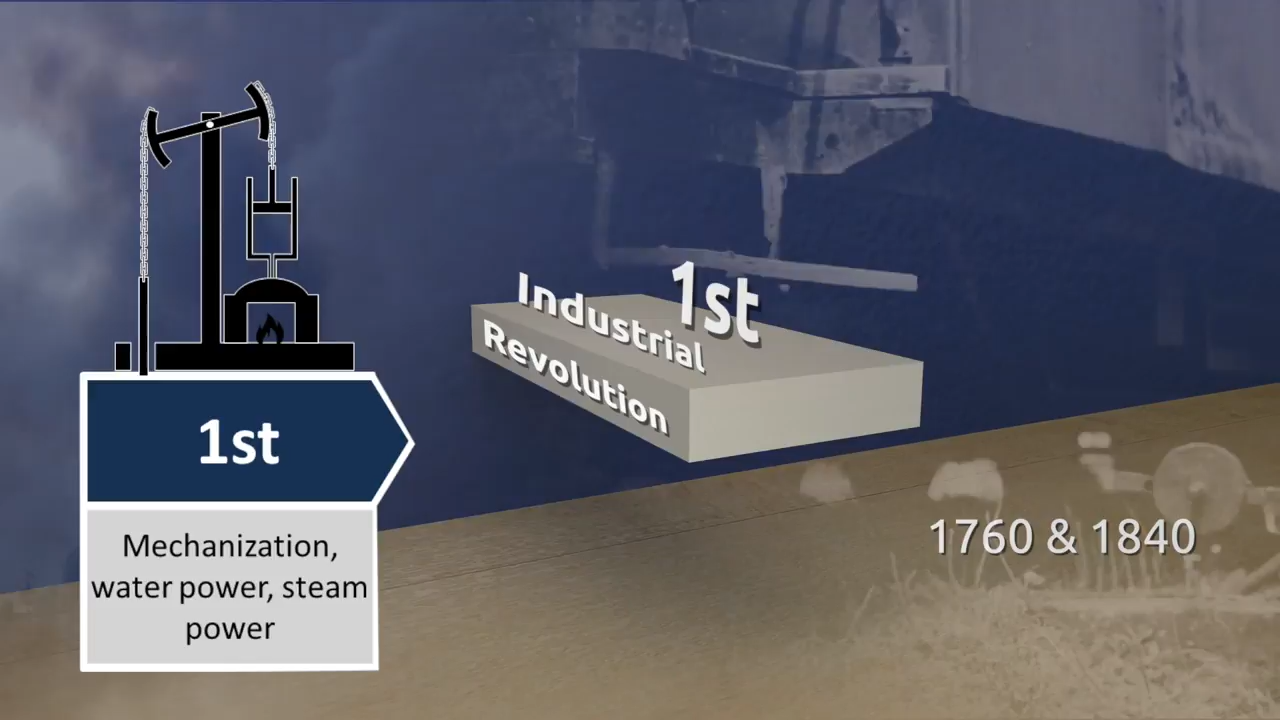 1st
Mechanization,
water power, steam
power
1st
Industrial
Revolution
1760 & 1840